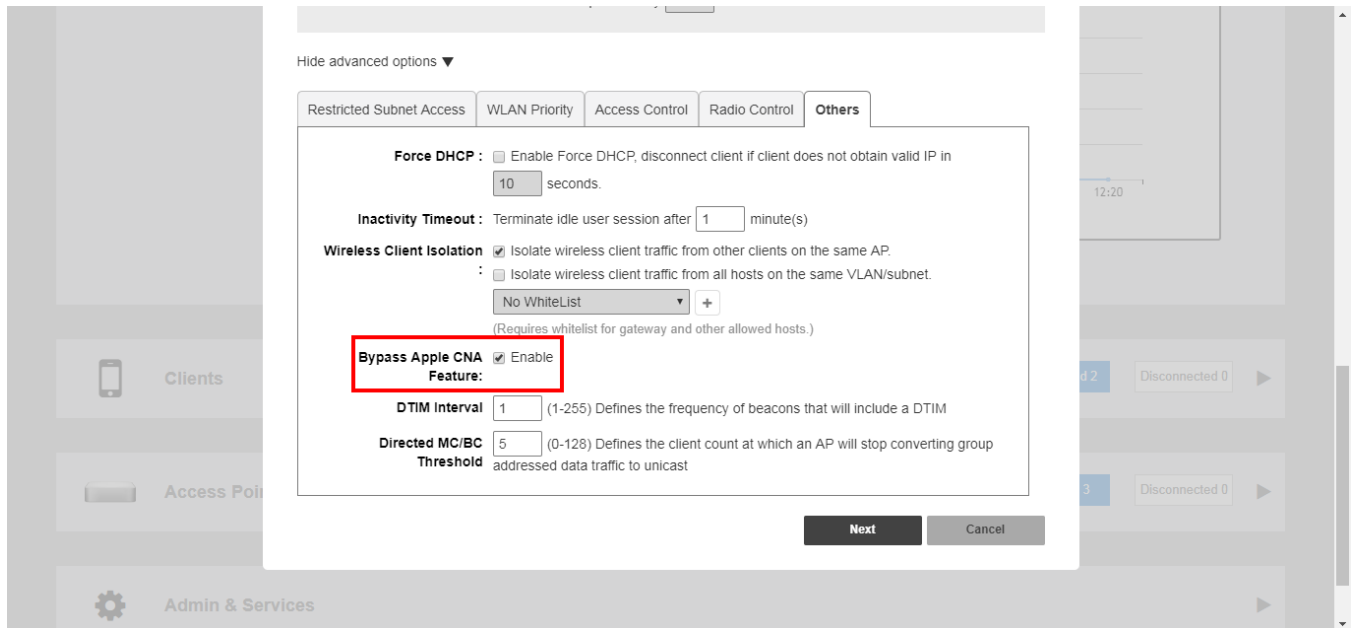 Hide advanced options ▼
Restricted Subnet Access WLAN Priority Access Control Radio Control Others
Force DHCP : Enable Force DHCP, disconnect client if client does not obtain valid IP in
10 seconds.
12:20
Inactivity Timeout : Terminate idle user session after 1 minute(s)
Wireless Client Isolation Isolate wireless client traffic from other clients on the same AP.
: Isolate wireless client traffic from all hosts on the same VLAN/subnet.
No WhiteList ▼ +
(Requires whitelist for gateway and other allowed hosts.)
Bypass Apple CNA Enable
Feature:
Clients d 2 Disconnected 0
DTIM Interval 1 (1-255) Defines the frequency of beacons that will include a DTIM
Directed MC/BC 5 (0-128) Defines the client count at which an AP will stop converting group
Threshold addressed data traffic to unicast
Access Poi 3 Disconnected 0
Next Cancel
Admin & Services